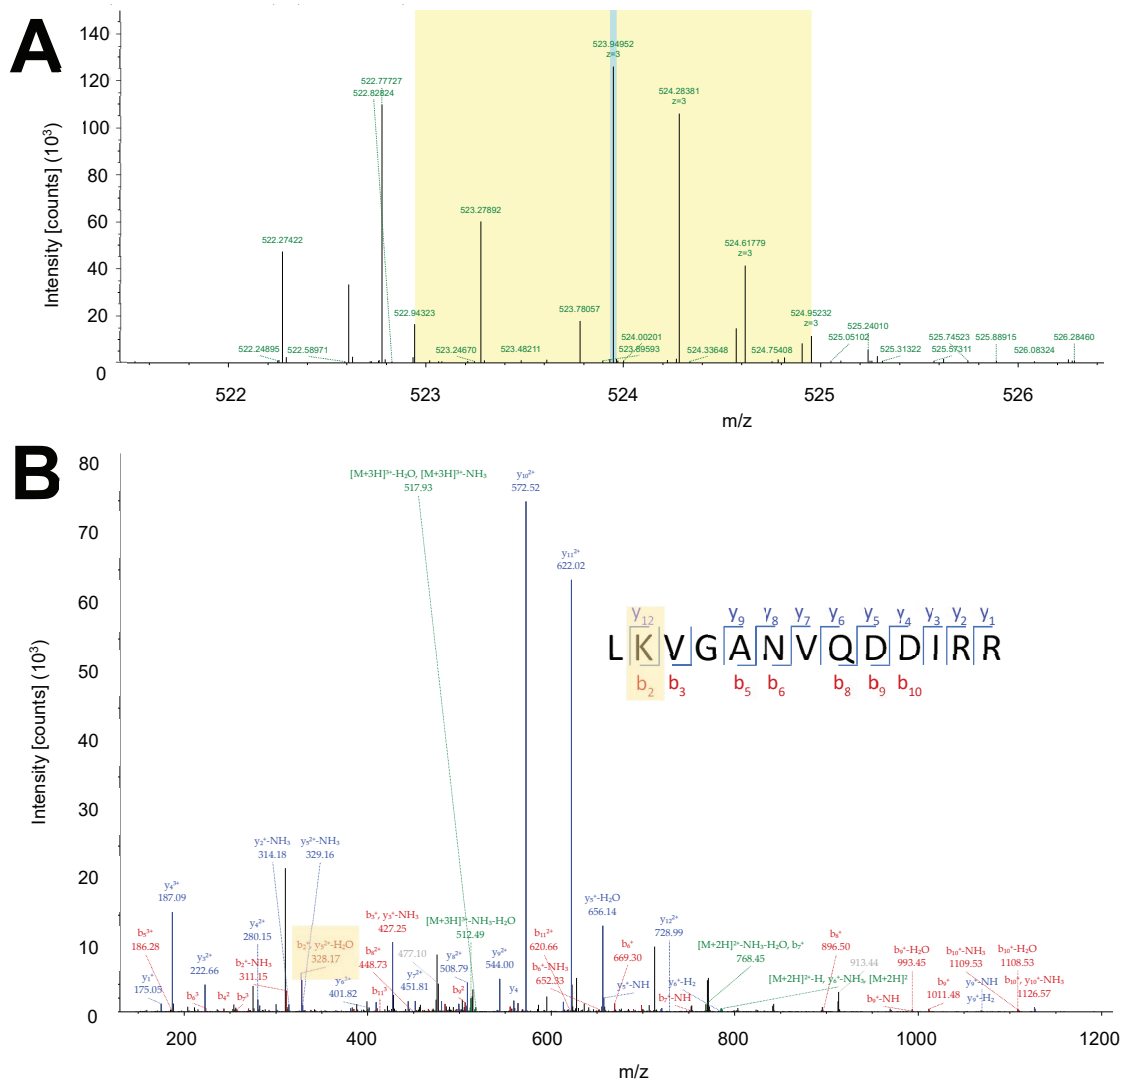 A
Intensity [counts] (10³)
140
120
100
80
60
40
20
0
523.94952
z=3
522.77727
522.82824
524.28381
z=3
523.27892
522.27422
524.61779
z=3
522.94323
523.78057
524.95232
z=3
525.24010
524.00201
525.05102
525.74523
525.88915
526.28460
522.24895
522.58971
523.24670
523.48211
523.89593
524.33648
524.75408
525.31322
525.57311
526.08324
522
523
524
525
526
m/z
B
Intensity [counts] (10³)
80
70
60
50
40
30
20
10
0
[M+3H]³⁺-H₂O, [M+3H]³⁺-NH₃
517.93
y₁₀²⁺
572.52
y₁₁²⁺
622.02
y₁₂ y₉ y₈ y₇ y₆ y₅ y₄ y₃ y₂ y₁
L K V G A N V Q D D I R R
b₂ b₃ b₅ b₆ b₈ b₉ b₁₀
y₂⁺-NH₃
314.18
y₅²⁺-NH₃
329.16
y₄³⁺
187.09
y₅⁺-H₂O
656.14
b₃⁺, y₃⁺-NH₃
427.25
[M+3H]³⁺-NH₃-H₂O
512.49
y₄²⁺
280.15
b₅³⁺
186.28
b₁₁²⁺
620.66
y₁₂²⁺
728.99
b₆⁺
669.30
b₈⁺
896.50
[M+2H]²⁺-NH₃-H₂O, b₇⁺
768.45
b₂⁺, y₅²⁺-H₂O
328.17
b₈²⁺
448.73
477.10
y₈²⁺
508.79
y₉²⁺
544.00
y₃²⁺
222.66
b₂⁺-NH₃
311.15
b₆⁺-NH₃
652.33
913.44
b₉⁺-H₂O
993.45
b₁₀⁺-NH₃
1109.53
b₁₀⁺-H₂O
1108.53
y₁⁺
175.05
y₆²⁺
401.82
y₇²⁺
451.81
y₅⁺-NH
y₆⁺-H₂
[M+2H]²⁺-H, y₈⁺-NH₃, [M+2H]²
b₉⁺
1011.48
y₉⁺-NH
b₁₀⁺, y₁₀⁺-NH₃
1126.57
b₆³
b₄²
b₇³
b₁₁³
b₉²
y₄
b₇⁺-NH
b₉⁺-NH
y₉⁺-H₂
200
400
600
800
1000
1200
m/z